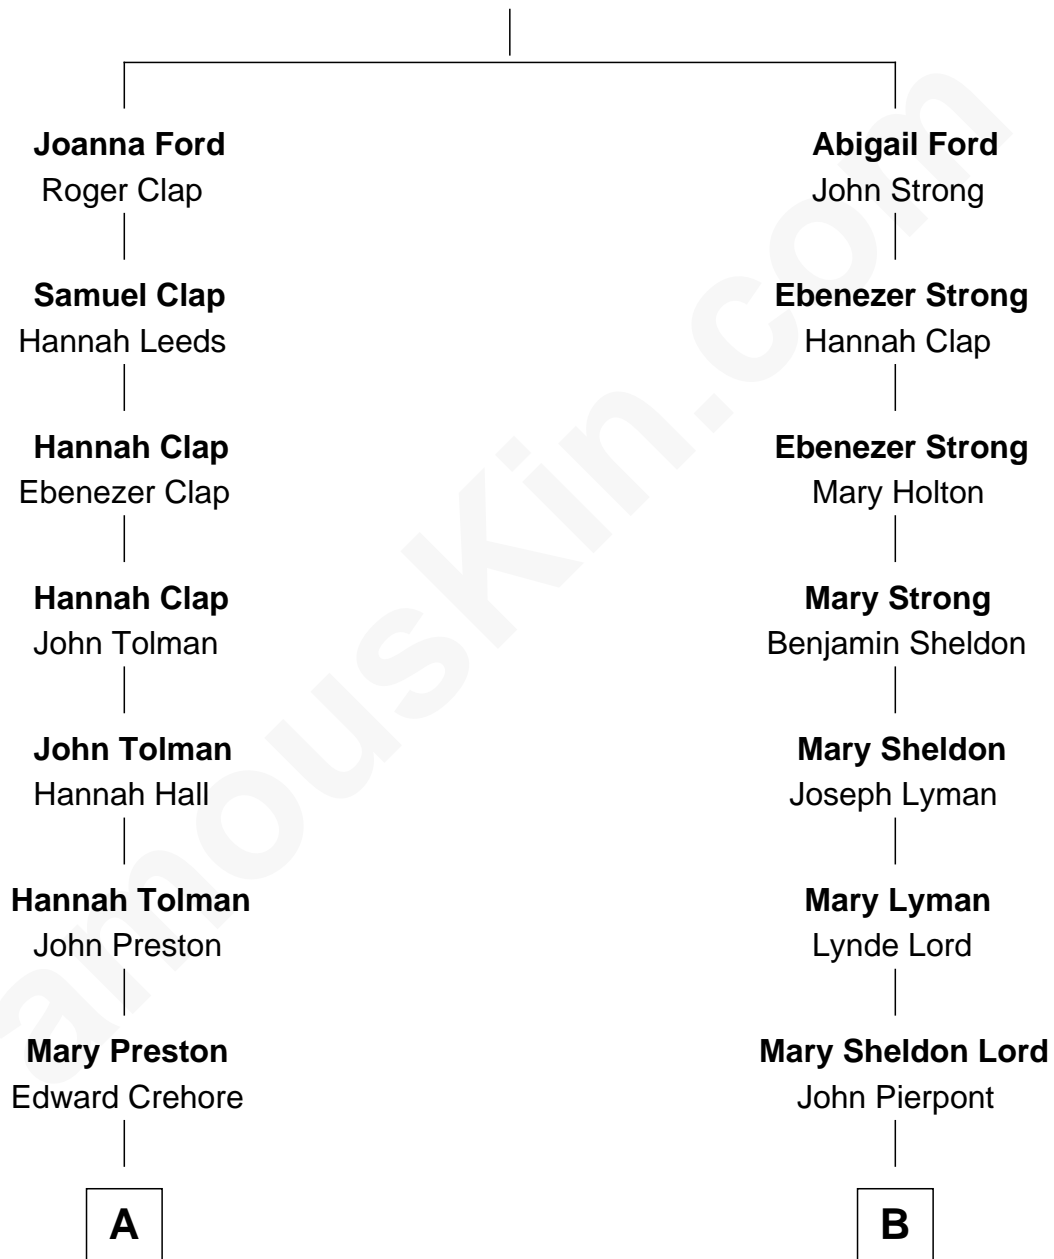 Joanna Ford
Roger Clap
Samuel Clap
Hannah Leeds
Hannah Clap
Ebenezer Clap
Hannah Clap
John Tolman
John Tolman
Hannah Hall
Hannah Tolman
John Preston
Mary Preston
Edward Crehore
A
Abigail Ford
John Strong
Ebenezer Strong
Hannah Clap
Ebenezer Strong
Mary Holton
Mary Strong
Benjamin Sheldon
Mary Sheldon
Joseph Lyman
Mary Lyman
Lynde Lord
Mary Sheldon Lord
John Pierpont
B
amouskin.com